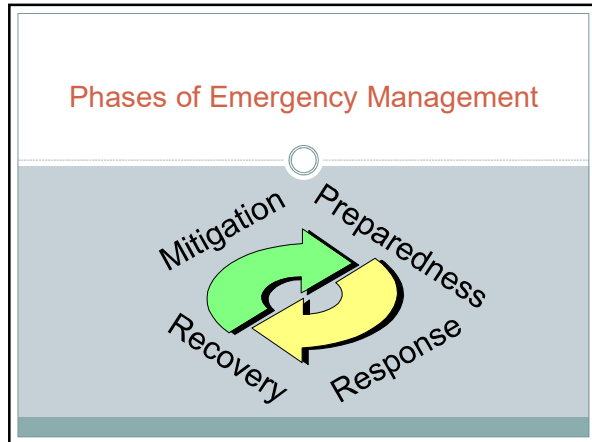 Phases of Emergency Management
Mitigation
Preparedness
Recovery
Response